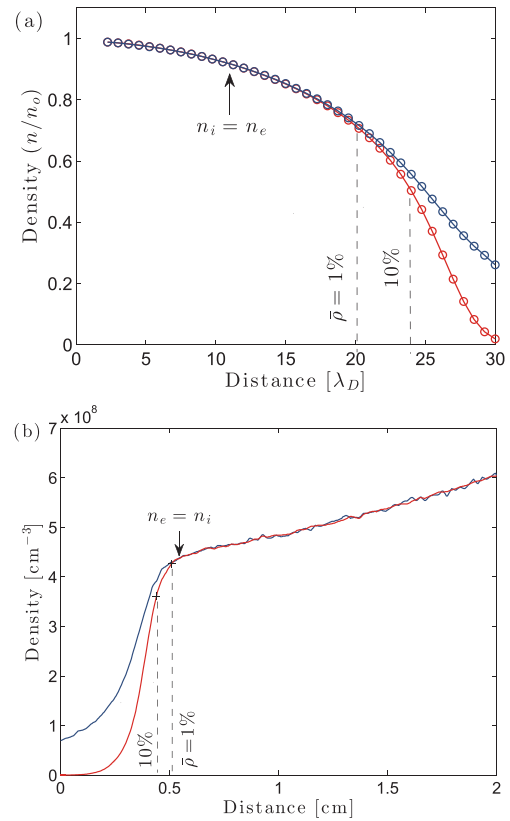 (a)
Density (n/n_o)
1
0.8
0.6
0.4
0.2
0
n_i = n_e
ρ̄ = 1%
10%
0 5 10 15 20 25 30
Distance [λ_D]
(b)
× 10^8
Density [cm^−3]
7
6
5
4
3
2
1
0
n_e = n_i
10%
ρ̄ = 1%
0 0.5 1 1.5 2
Distance [cm]